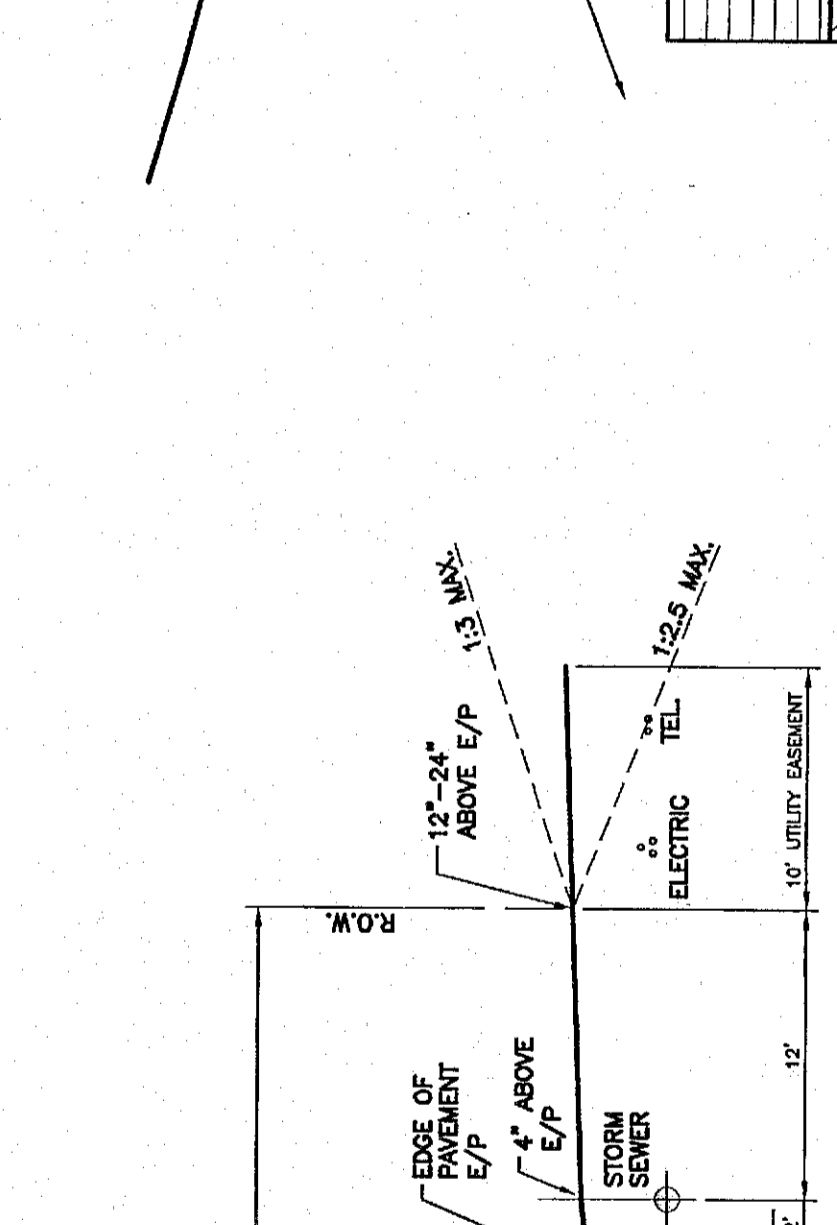 EDGE OF
PAVEMENT
E/P
4" ABOVE
E/P
STORM
SEWER
12'
R.O.W.
12"-24"
ABOVE E/P
1:3 MAX.
1:2.5 MAX.
ELECTRIC
TEL.
10' UTILITY EASEMENT